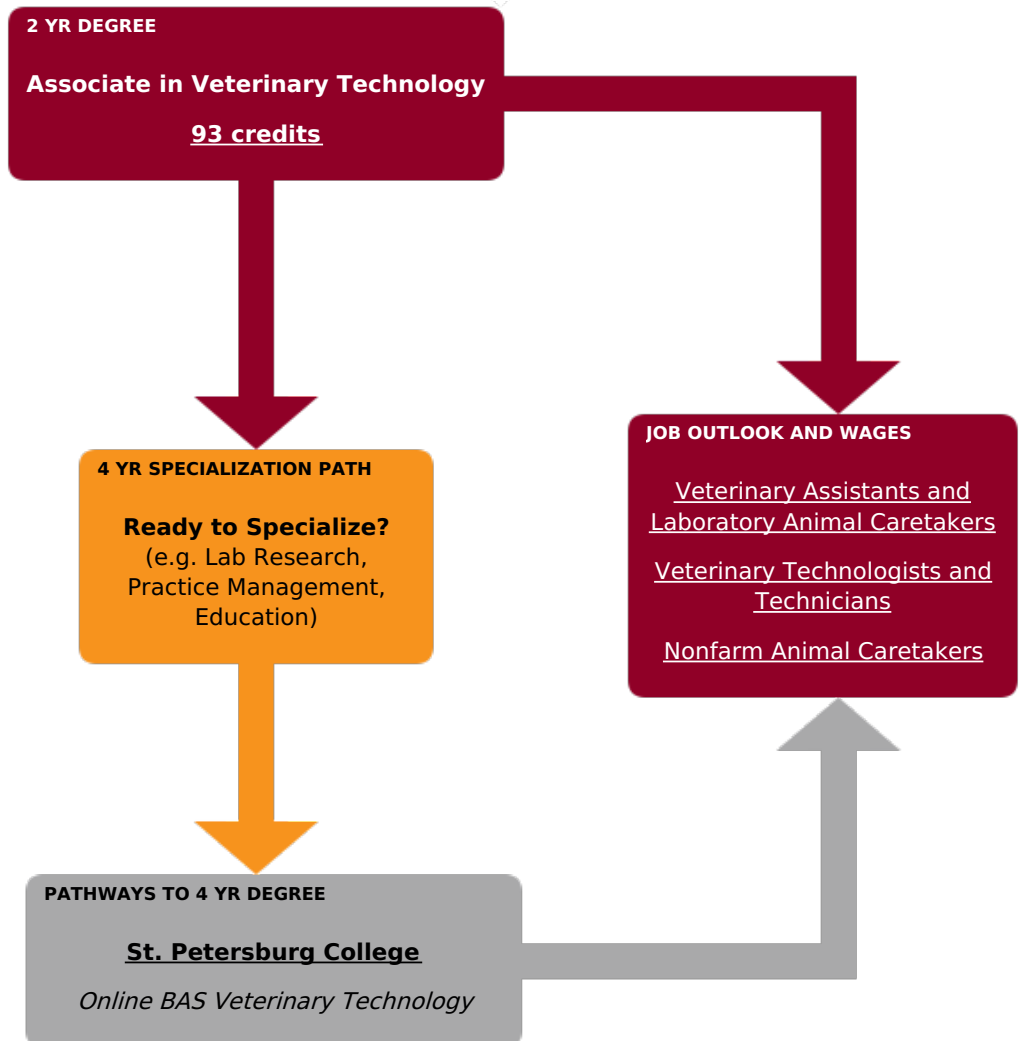 2 YR DEGREE
Associate in Veterinary Technology
93 credits
4 YR SPECIALIZATION PATH
Ready to Specialize?
(e.g. Lab Research,
Practice Management,
Education)
JOB OUTLOOK AND WAGES
Veterinary Assistants and
Laboratory Animal Caretakers
Veterinary Technologists and
Technicians
Nonfarm Animal Caretakers
PATHWAYS TO 4 YR DEGREE
St. Petersburg College
Online BAS Veterinary Technology